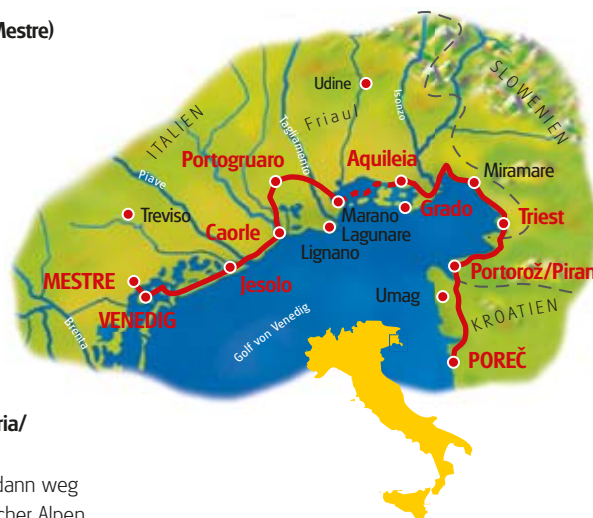 Mestre)
SLOWENIEN
Udine
ITALIEN
Friaul
Isonzo
Tagliamento
Portogruaro
Aquileia
Miramare
Piave
Treviso
Marano
Lagunare
Grado
Triest
Caorle
Lignano
MESTRE
Jesolo
Portorož/Piran
VENEDIG
Umag
KROATIEN
Brenta
Golf von Venedig
POREČ
ria/
dann weg
cher Alpen